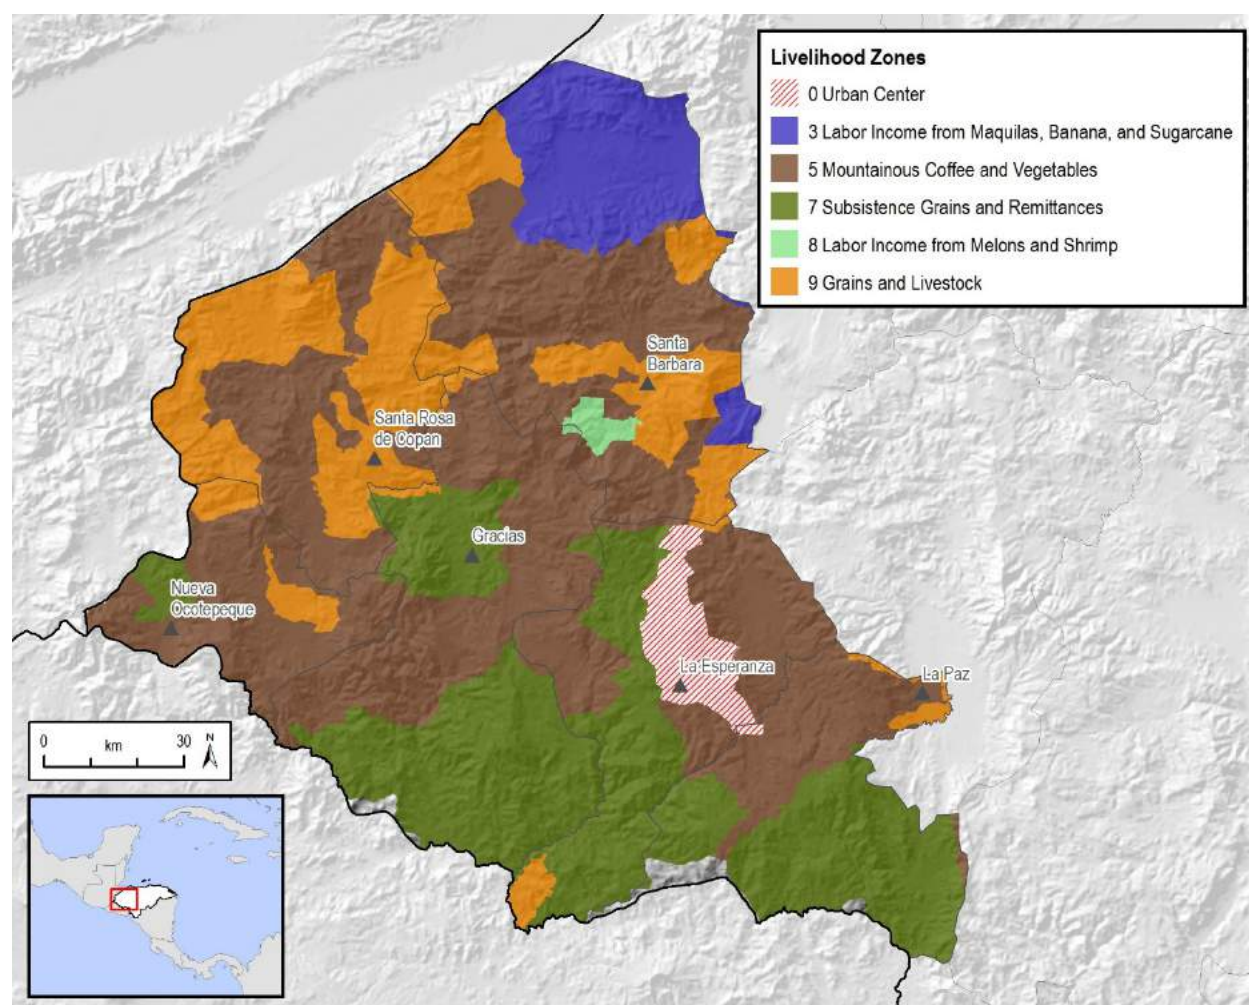 Livelihood Zones
0 Urban Center
3 Labor Income from Maquilas, Banana, and Sugarcane
5 Mountainous Coffee and Vegetables
7 Subsistence Grains and Remittances
8 Labor Income from Melons and Shrimp
9 Grains and Livestock
Santa
Barbara
Santa Rosa
de Copan
Gracias
Nueva
Ocotepeque
La Esperanza
La Paz
0 km 30 N